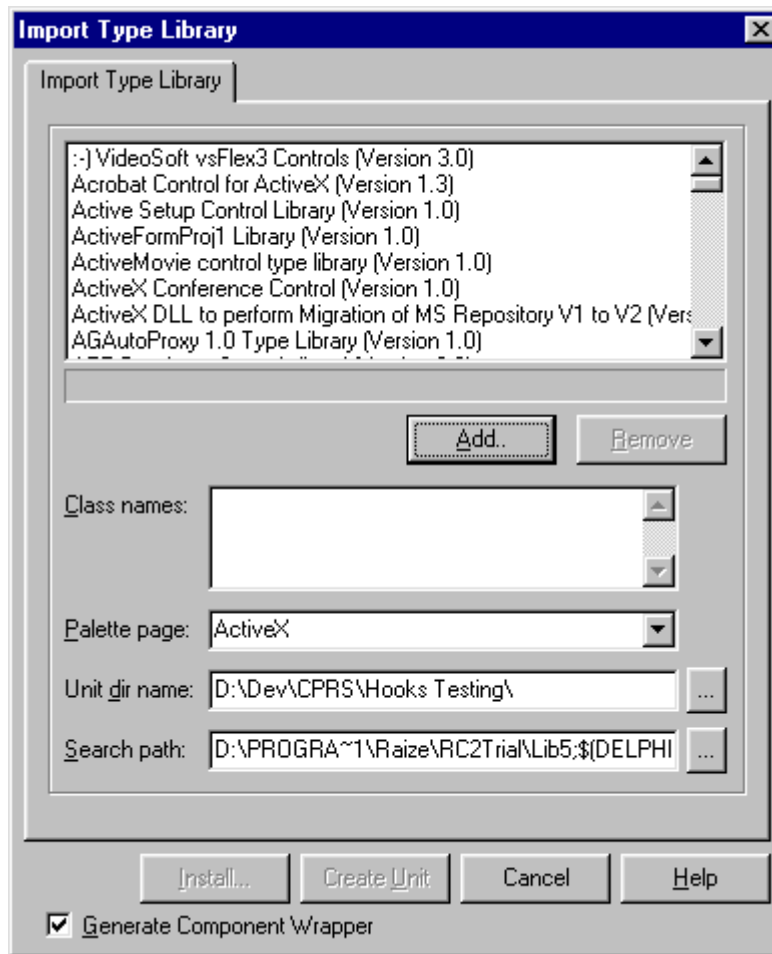 Import Type Library
Import Type Library
:-) VideoSoft vsFlex3 Controls (Version 3.0)
Acrobat Control for ActiveX (Version 1.3)
Active Setup Control Library (Version 1.0)
ActiveFormProj1 Library (Version 1.0)
ActiveMovie control type library (Version 1.0)
ActiveX Conference Control (Version 1.0)
ActiveX DLL to perform Migration of MS Repository V1 to V2 (Vers
AGAutoProxy 1.0 Type Library (Version 1.0)
Add..
Remove
Class names:
Palette page:
ActiveX
Unit dir name:
D:\Dev\CPRS\Hooks Testing\
...
Search path:
D:\PROGRA~1\Raize\RC2Trial\Lib5;$(DELPHI
...
Install...
Create Unit
Cancel
Help
Generate Component Wrapper